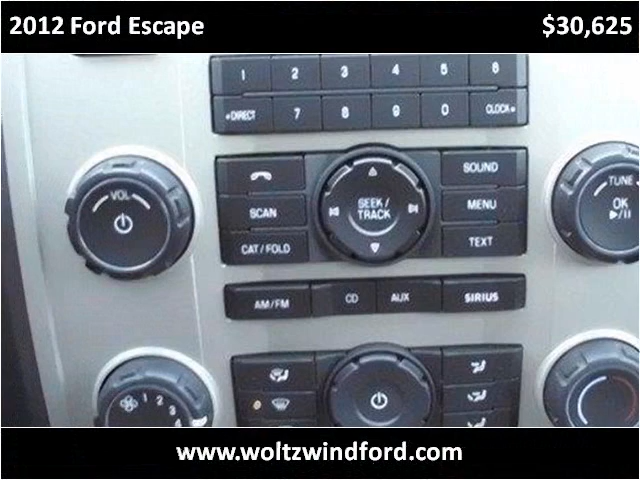 2012 Ford Escape $30,625
1 2 3 4 5 6
•DIRECT 7 8 9 0 CLOCK•
VOL
SEEK/
TRACK
SOUND
SCAN
MENU
CAT/FOLD
TEXT
TUNE
OK
AM/FM CD AUX SIRIUS
1 2 3 4
www.woltzwindford.com